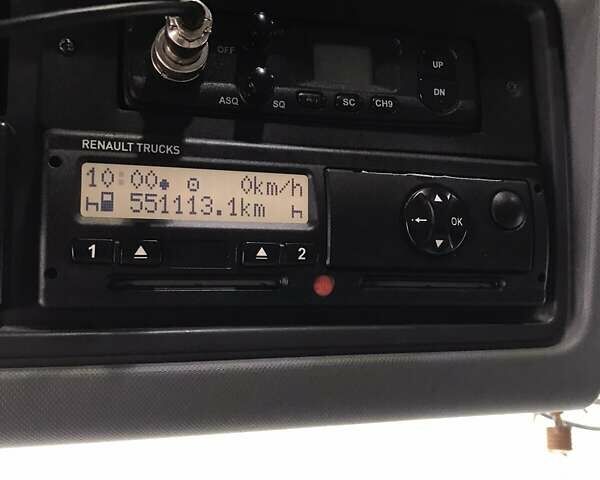 OFF
UP
DN
ASQ SQ SC CH9
RENAULT TRUCKS
10:00 0km/h
551113.1km
OK
1 2